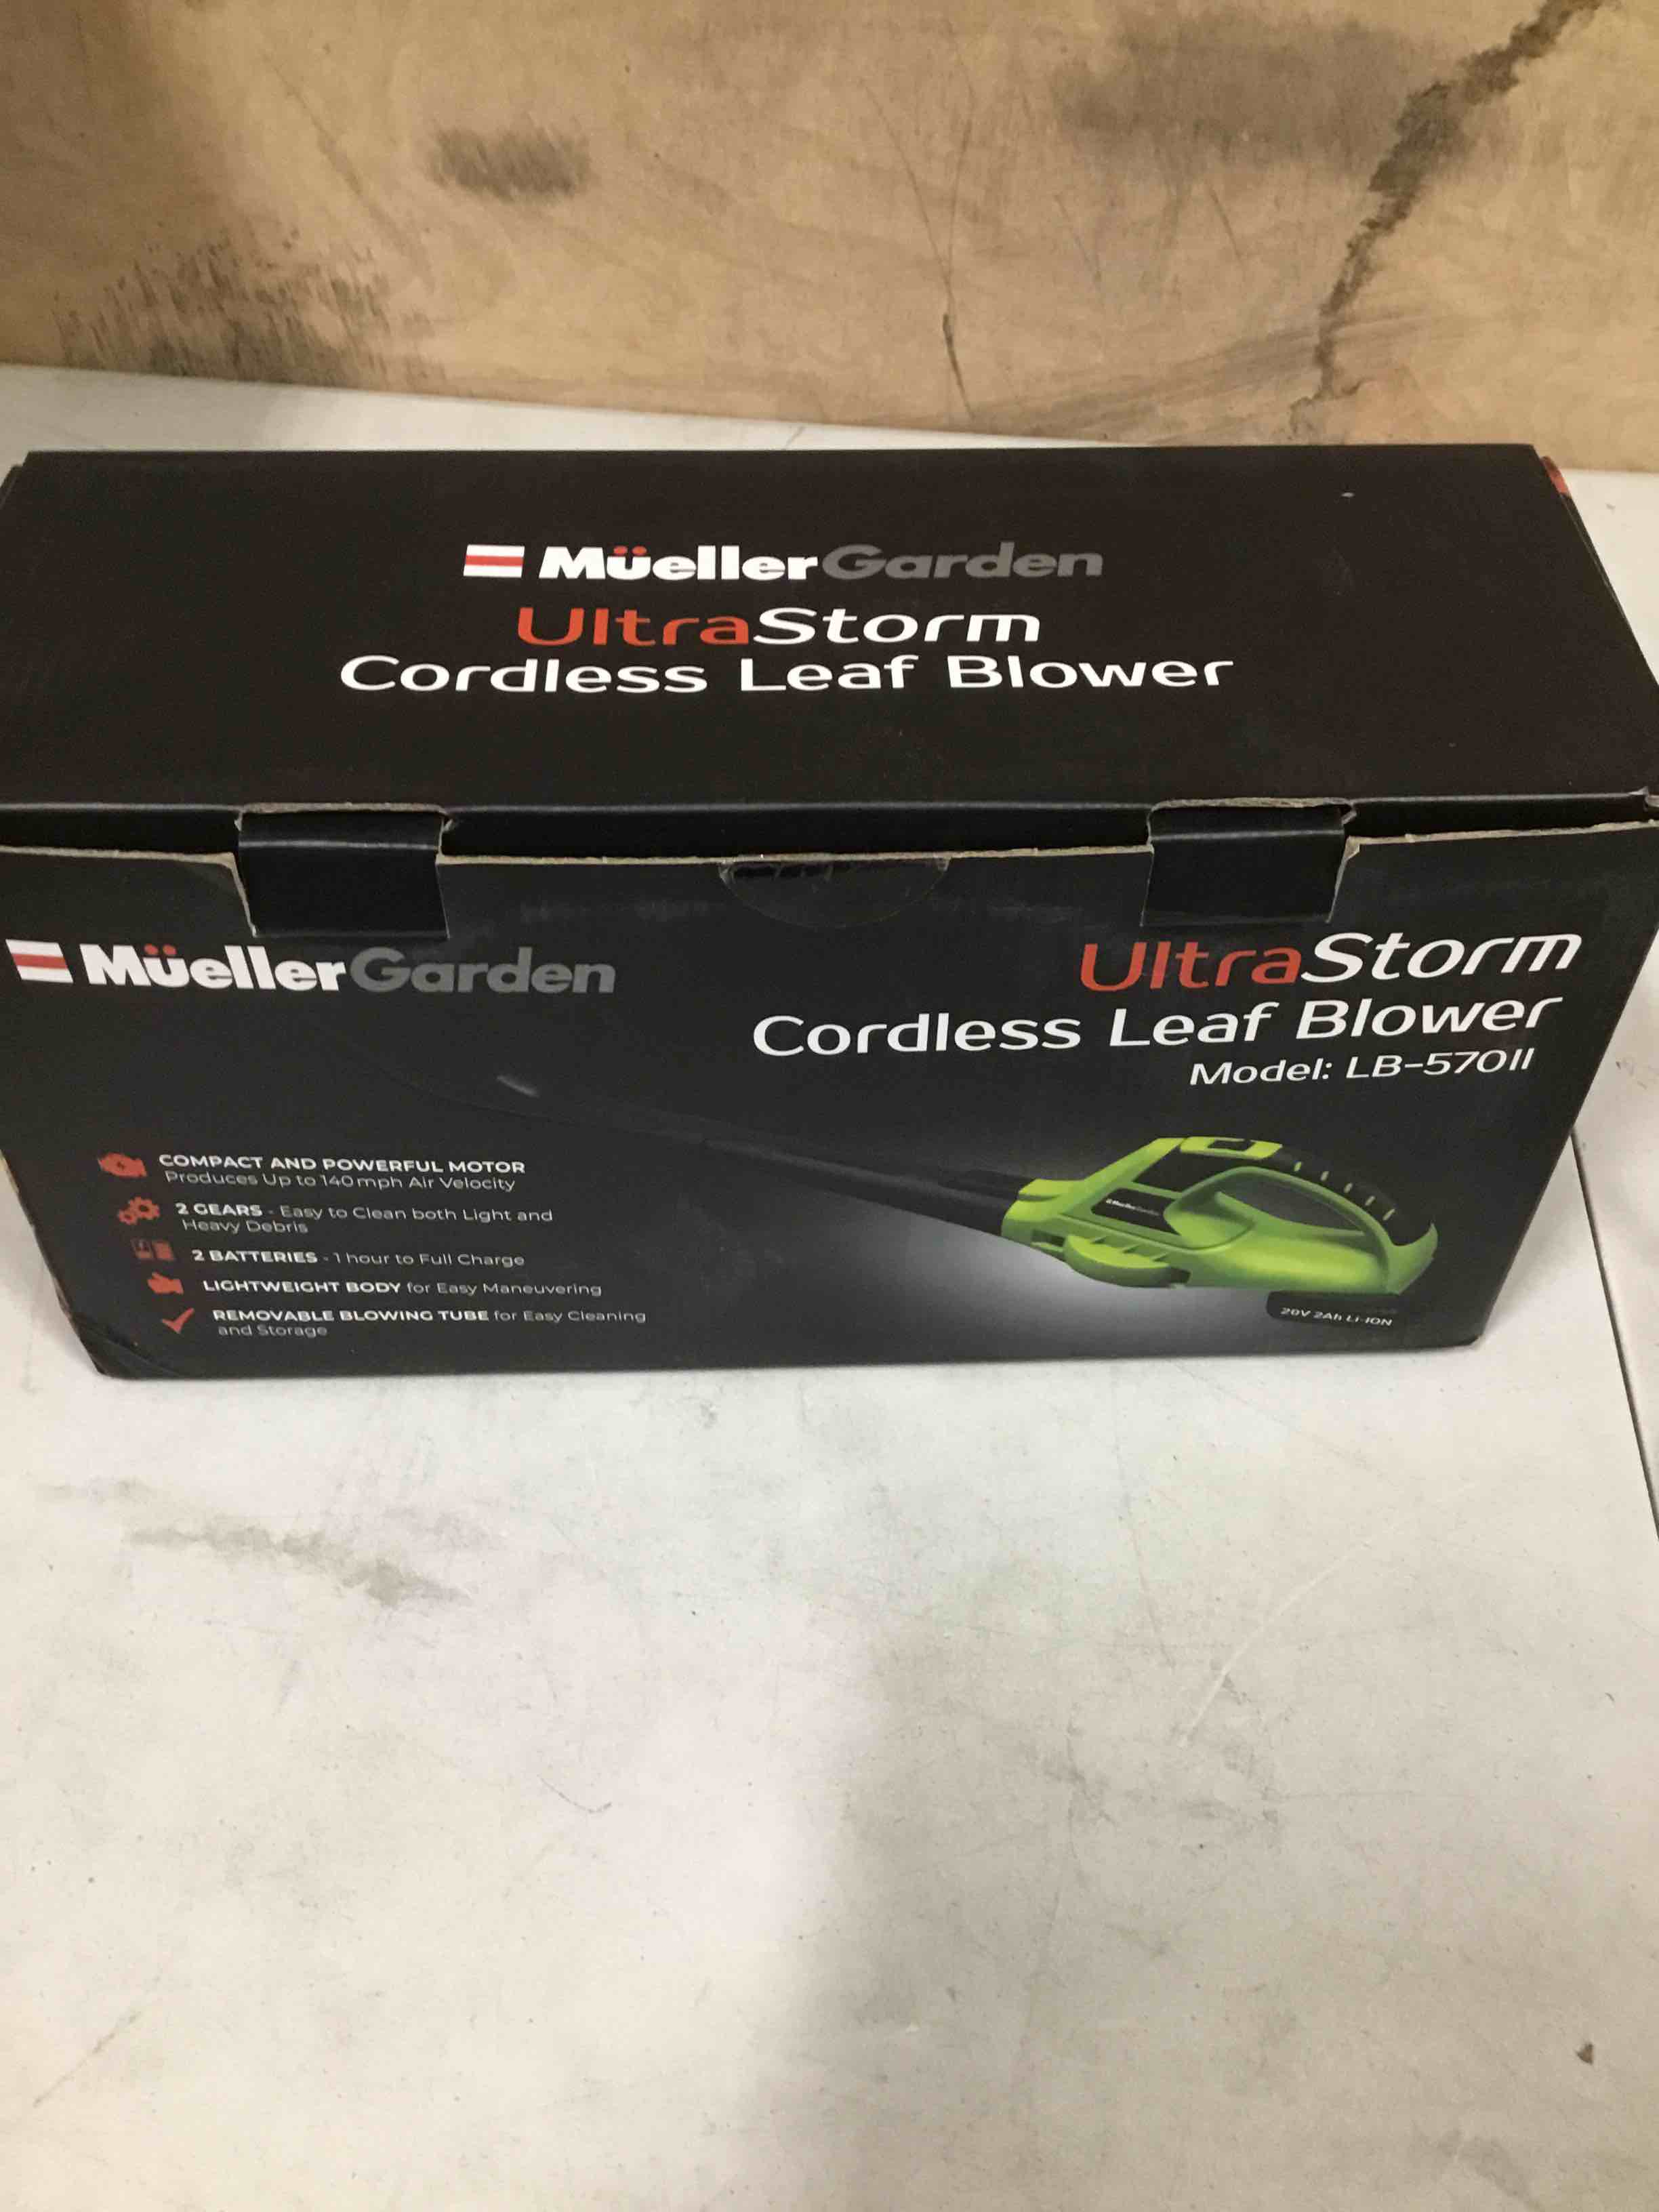 MüellerGarden
UltraStorm
Cordless Leaf Blower
MüellerGarden
UltraStorm
Cordless Leaf Blower
Model: LB-570II
COMPACT AND POWERFUL MOTOR
Produces Up to 140mph Air Velocity
2 GEARS - Easy to Clean both Light and
Heavy Debris
2 BATTERIES - 1 hour to Full Charge
LIGHTWEIGHT BODY for Easy Maneuvering
REMOVABLE BLOWING TUBE for Easy Cleaning
and Storage
MüellerGarden
20V 2Ah Li-ION